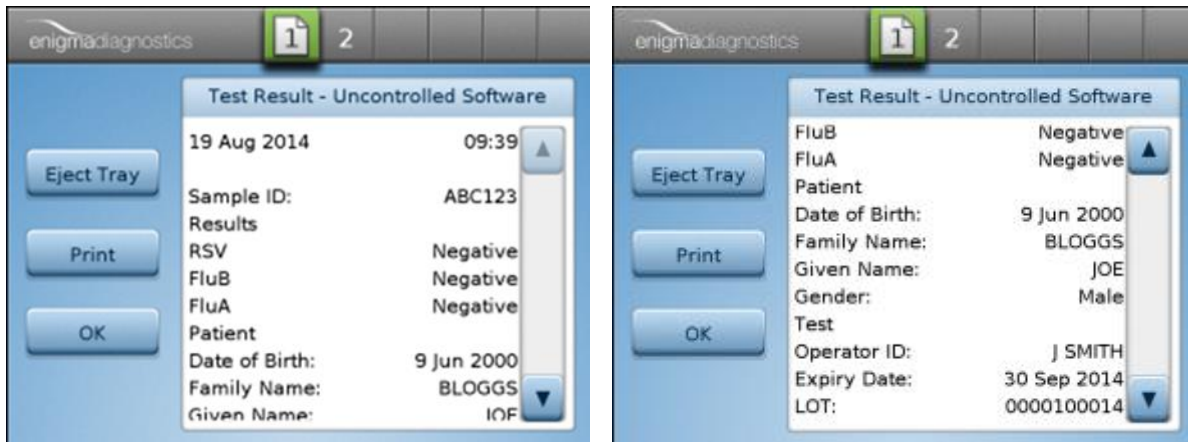 enigmadiagnostics 1 2
Test Result - Uncontrolled Software
19 Aug 2014 09:39
Sample ID: ABC123
Results
RSV Negative
FluB Negative
FluA Negative
Patient
Date of Birth: 9 Jun 2000
Family Name: BLOGGS
Given Name: JOE
Eject Tray
Print
OK
enigmadiagnostics 1 2
Test Result - Uncontrolled Software
FluB Negative
FluA Negative
Patient
Date of Birth: 9 Jun 2000
Family Name: BLOGGS
Given Name: JOE
Gender: Male
Test
Operator ID: J SMITH
Expiry Date: 30 Sep 2014
LOT: 0000100014
Eject Tray
Print
OK